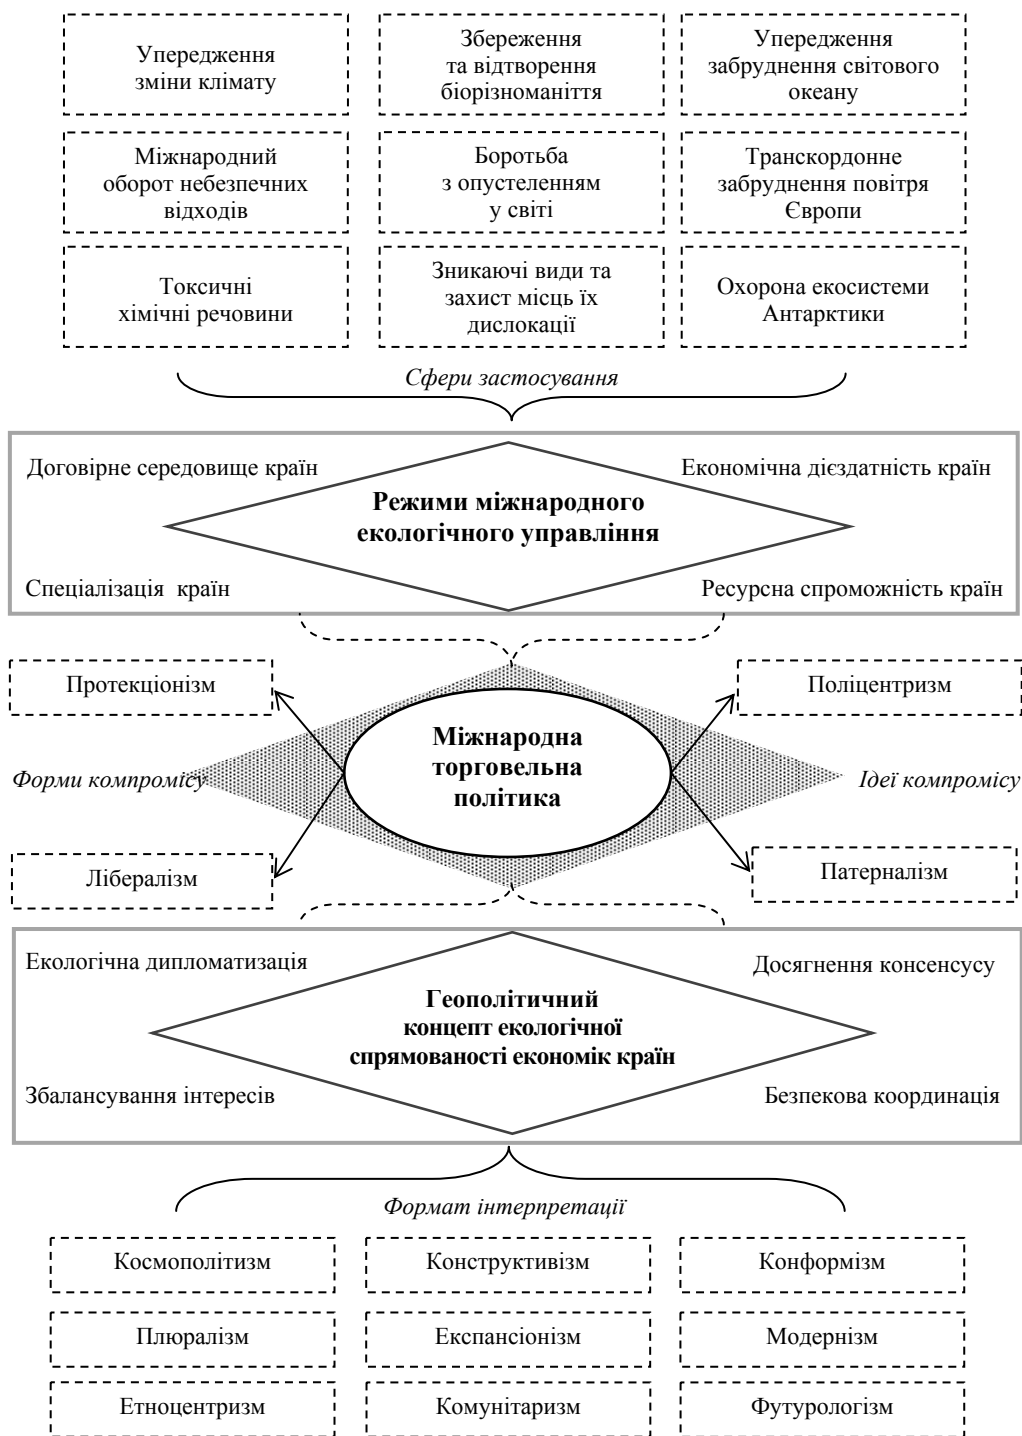 Упередження
зміни клімату
Збереження
та відтворення
біорізноманіття
Упередження
забруднення світового
океану
Міжнародний
оборот небезпечних
відходів
Боротьба
з опустеленням
у світі
Транскордонне
забруднення повітря
Європи
Токсичні
хімічні речовини
Зникаючі види та
захист місць їх
дислокації
Охорона екосистеми
Антарктики
Сфери застосування
Договірне середовище країн
Економічна дієздатність країн
Режими міжнародного
екологічного управління
Спеціалізація країн
Ресурсна спроможність країн
Протекціонізм
Поліцентризм
Міжнародна
торговельна
політика
Форми компромісу
Ідеї компромісу
Лібералізм
Патерналізм
Екологічна дипломатизація
Досягнення консенсусу
Геополітичний
концепт екологічної
спрямованості економік країн
Збалансування інтересів
Безпекова координація
Формат інтерпретації
Космополітизм
Конструктивізм
Конформізм
Плюралізм
Експансіонізм
Модернізм
Етноцентризм
Комунітаризм
Футурологізм